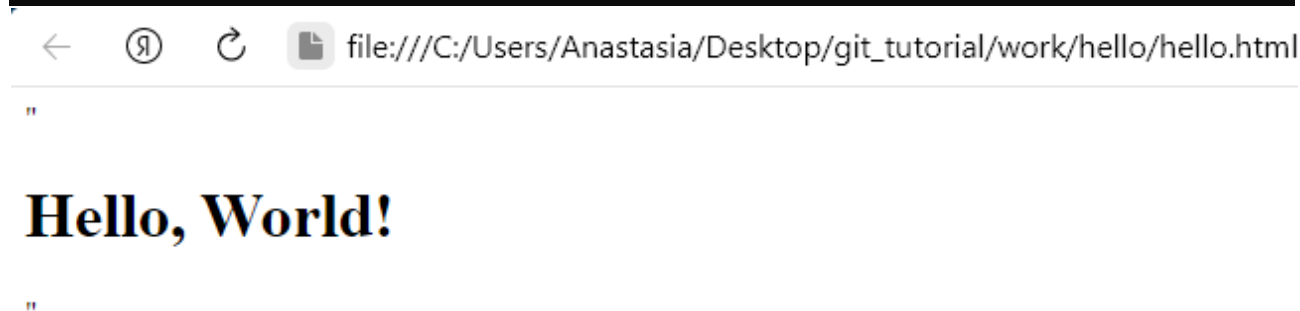 Я file:///C:/Users/Anastasia/Desktop/git_tutorial/work/hello/hello.html
"
Hello, World!
"